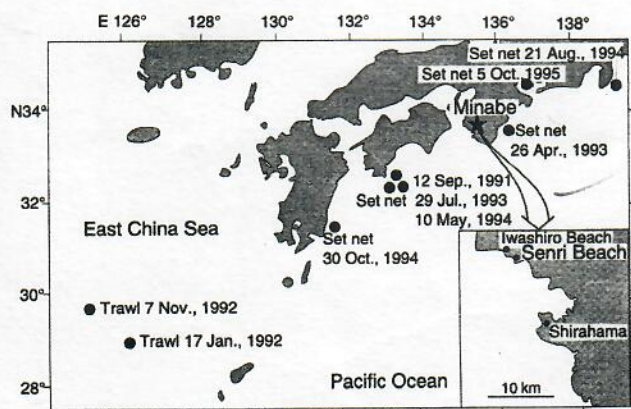 E 126° 128° 130° 132° 134° 136° 138°
Set net 21 Aug., 1994
Set net 5 Oct. 1995
N34°
Minabe
Set net
26 Apr., 1993
32°
12 Sep., 1991
Set net 29 Jul., 1993
10 May, 1994
East China Sea
Set net
30 Oct., 1994
Iwashiro Beach
Senri Beach
30°
Trawl 7 Nov., 1992
Shirahama
Trawl 17 Jan., 1992
28°
Pacific Ocean
10 km